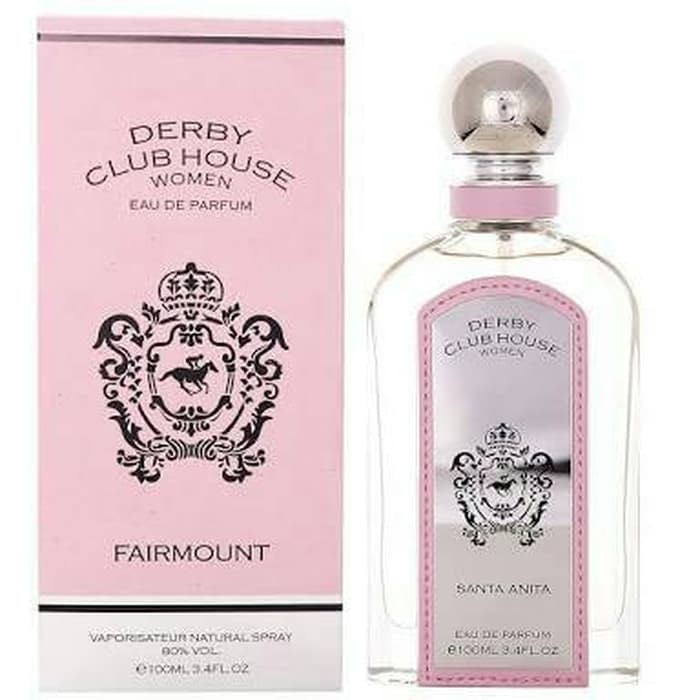 DERBY
CLUB HOUSE
WOMEN
EAU DE PARFUM
FAIRMOUNT
VAPORISATEUR NATURAL SPRAY
80% VOL.
℮100ML 3.4FL.OZ
DERBY
CLUB HOUSE
WOMEN
SANTA ANITA
EAU DE PARFUM
℮100ML 3.4FL.OZ